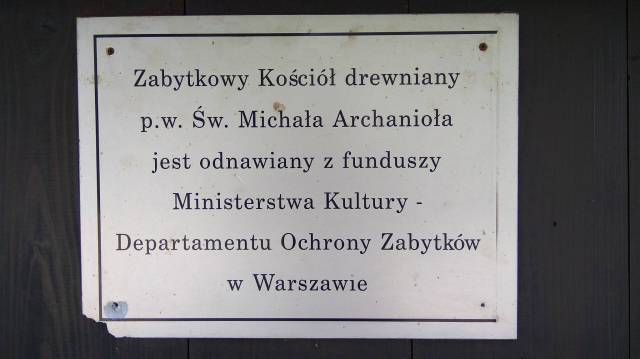 Zabytkowy Kościół drewniany
p.w. Św. Michała Archanioła
jest odnawiany z funduszy
Ministerstwa Kultury -
Departamentu Ochrony Zabytków
w Warszawie